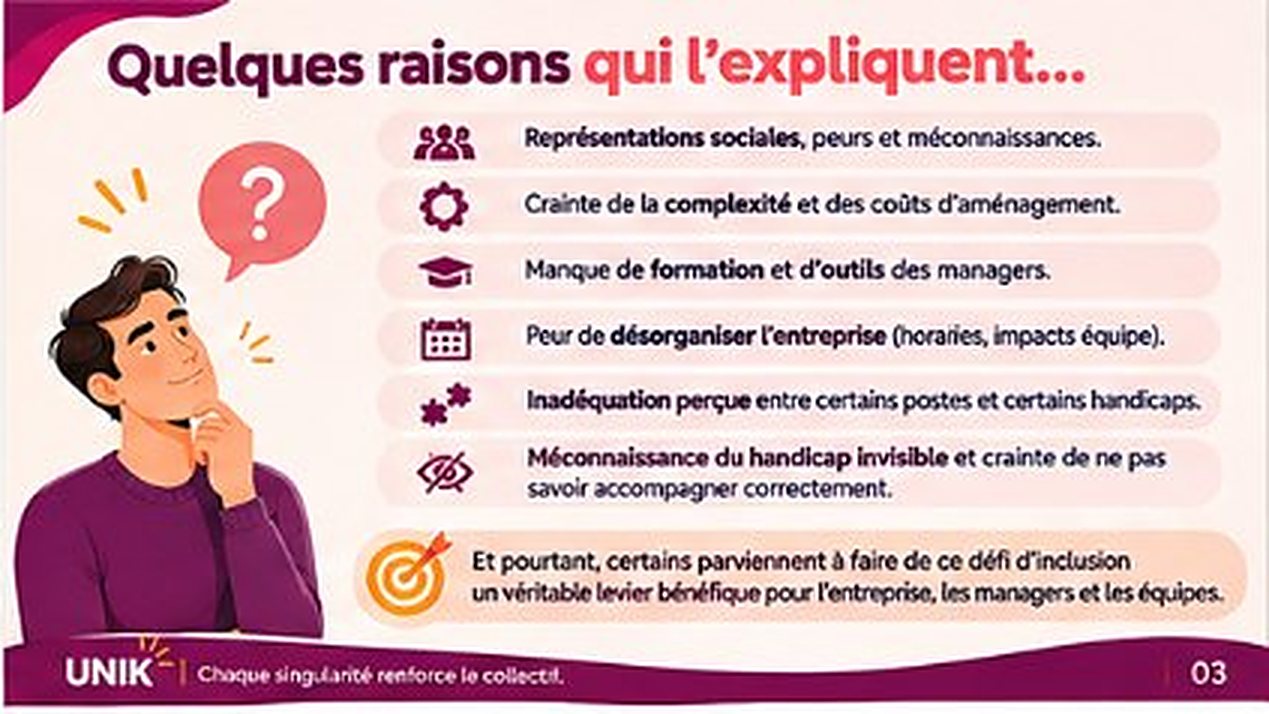 Quelques raisons qui l'expliquent...
?
Représentations sociales, peurs et méconnaissances.
Crainte de la complexité et des coûts d'aménagement.
Manque de formation et d'outils des managers.
Peur de désorganiser l'entreprise (horaries, impacts équipe).
Inadéquation perçue entre certains postes et certains handicaps.
Méconnaissance du handicap invisible et crainte de ne pas
savoir accompagner correctement.
Et pourtant, certains parviennent à faire de ce défi d'inclusion
un véritable levier bénéfique pour l'entreprise, les managers et les équipes.
UNIK
Chaque singularité renforce le collectif.
03